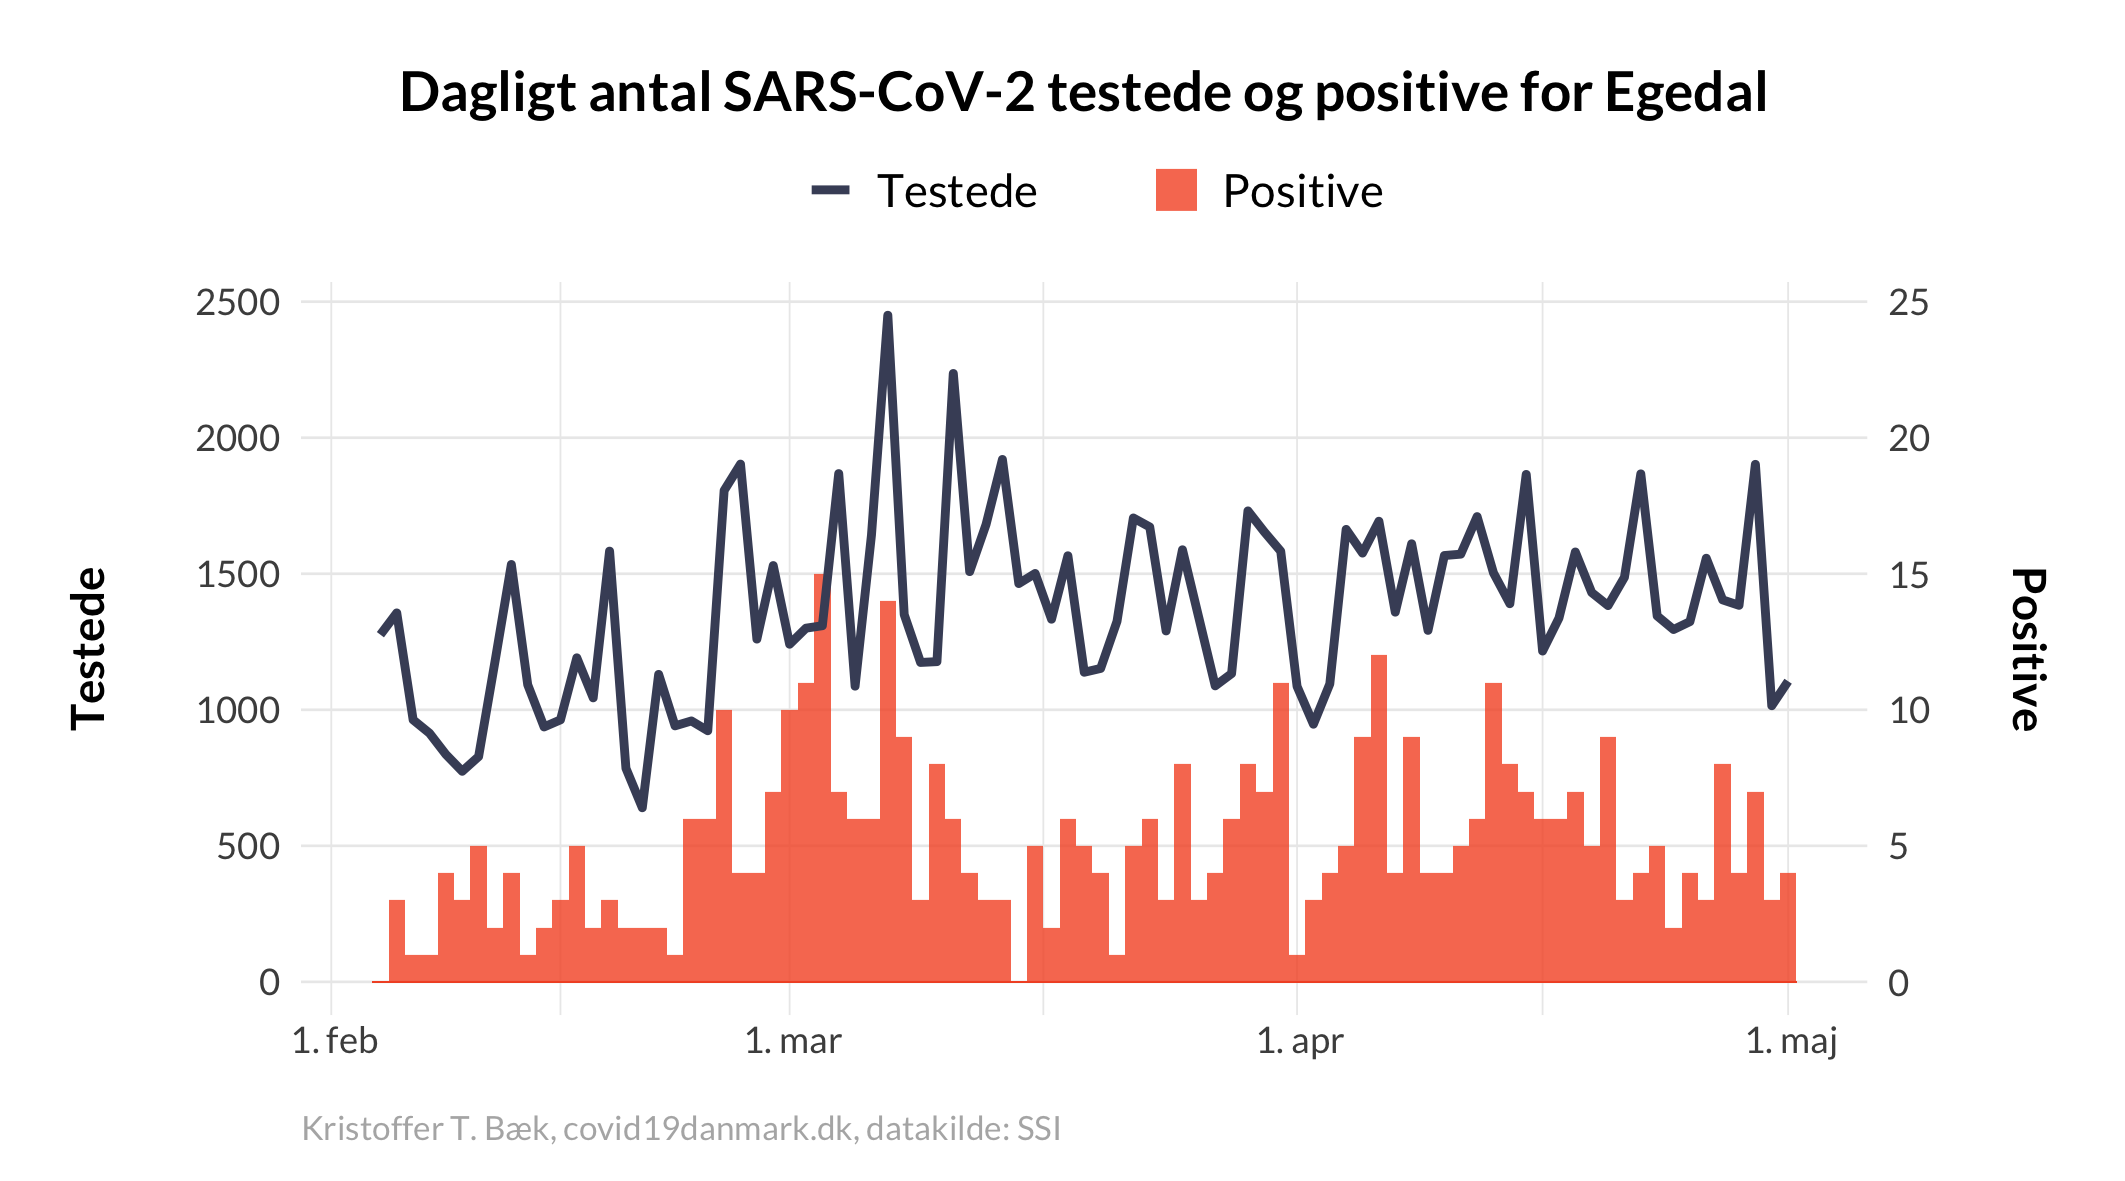 Dagligt antal SARS-CoV-2 testede og positive for Egedal
Testede Positive
2500 25
2000 20
1500 15
1000 10
500 5
0 0
Testede
Positive
1. feb 1. mar 1. apr 1. maj
Kristoffer T. Bæk, covid19danmark.dk, datakilde: SSI